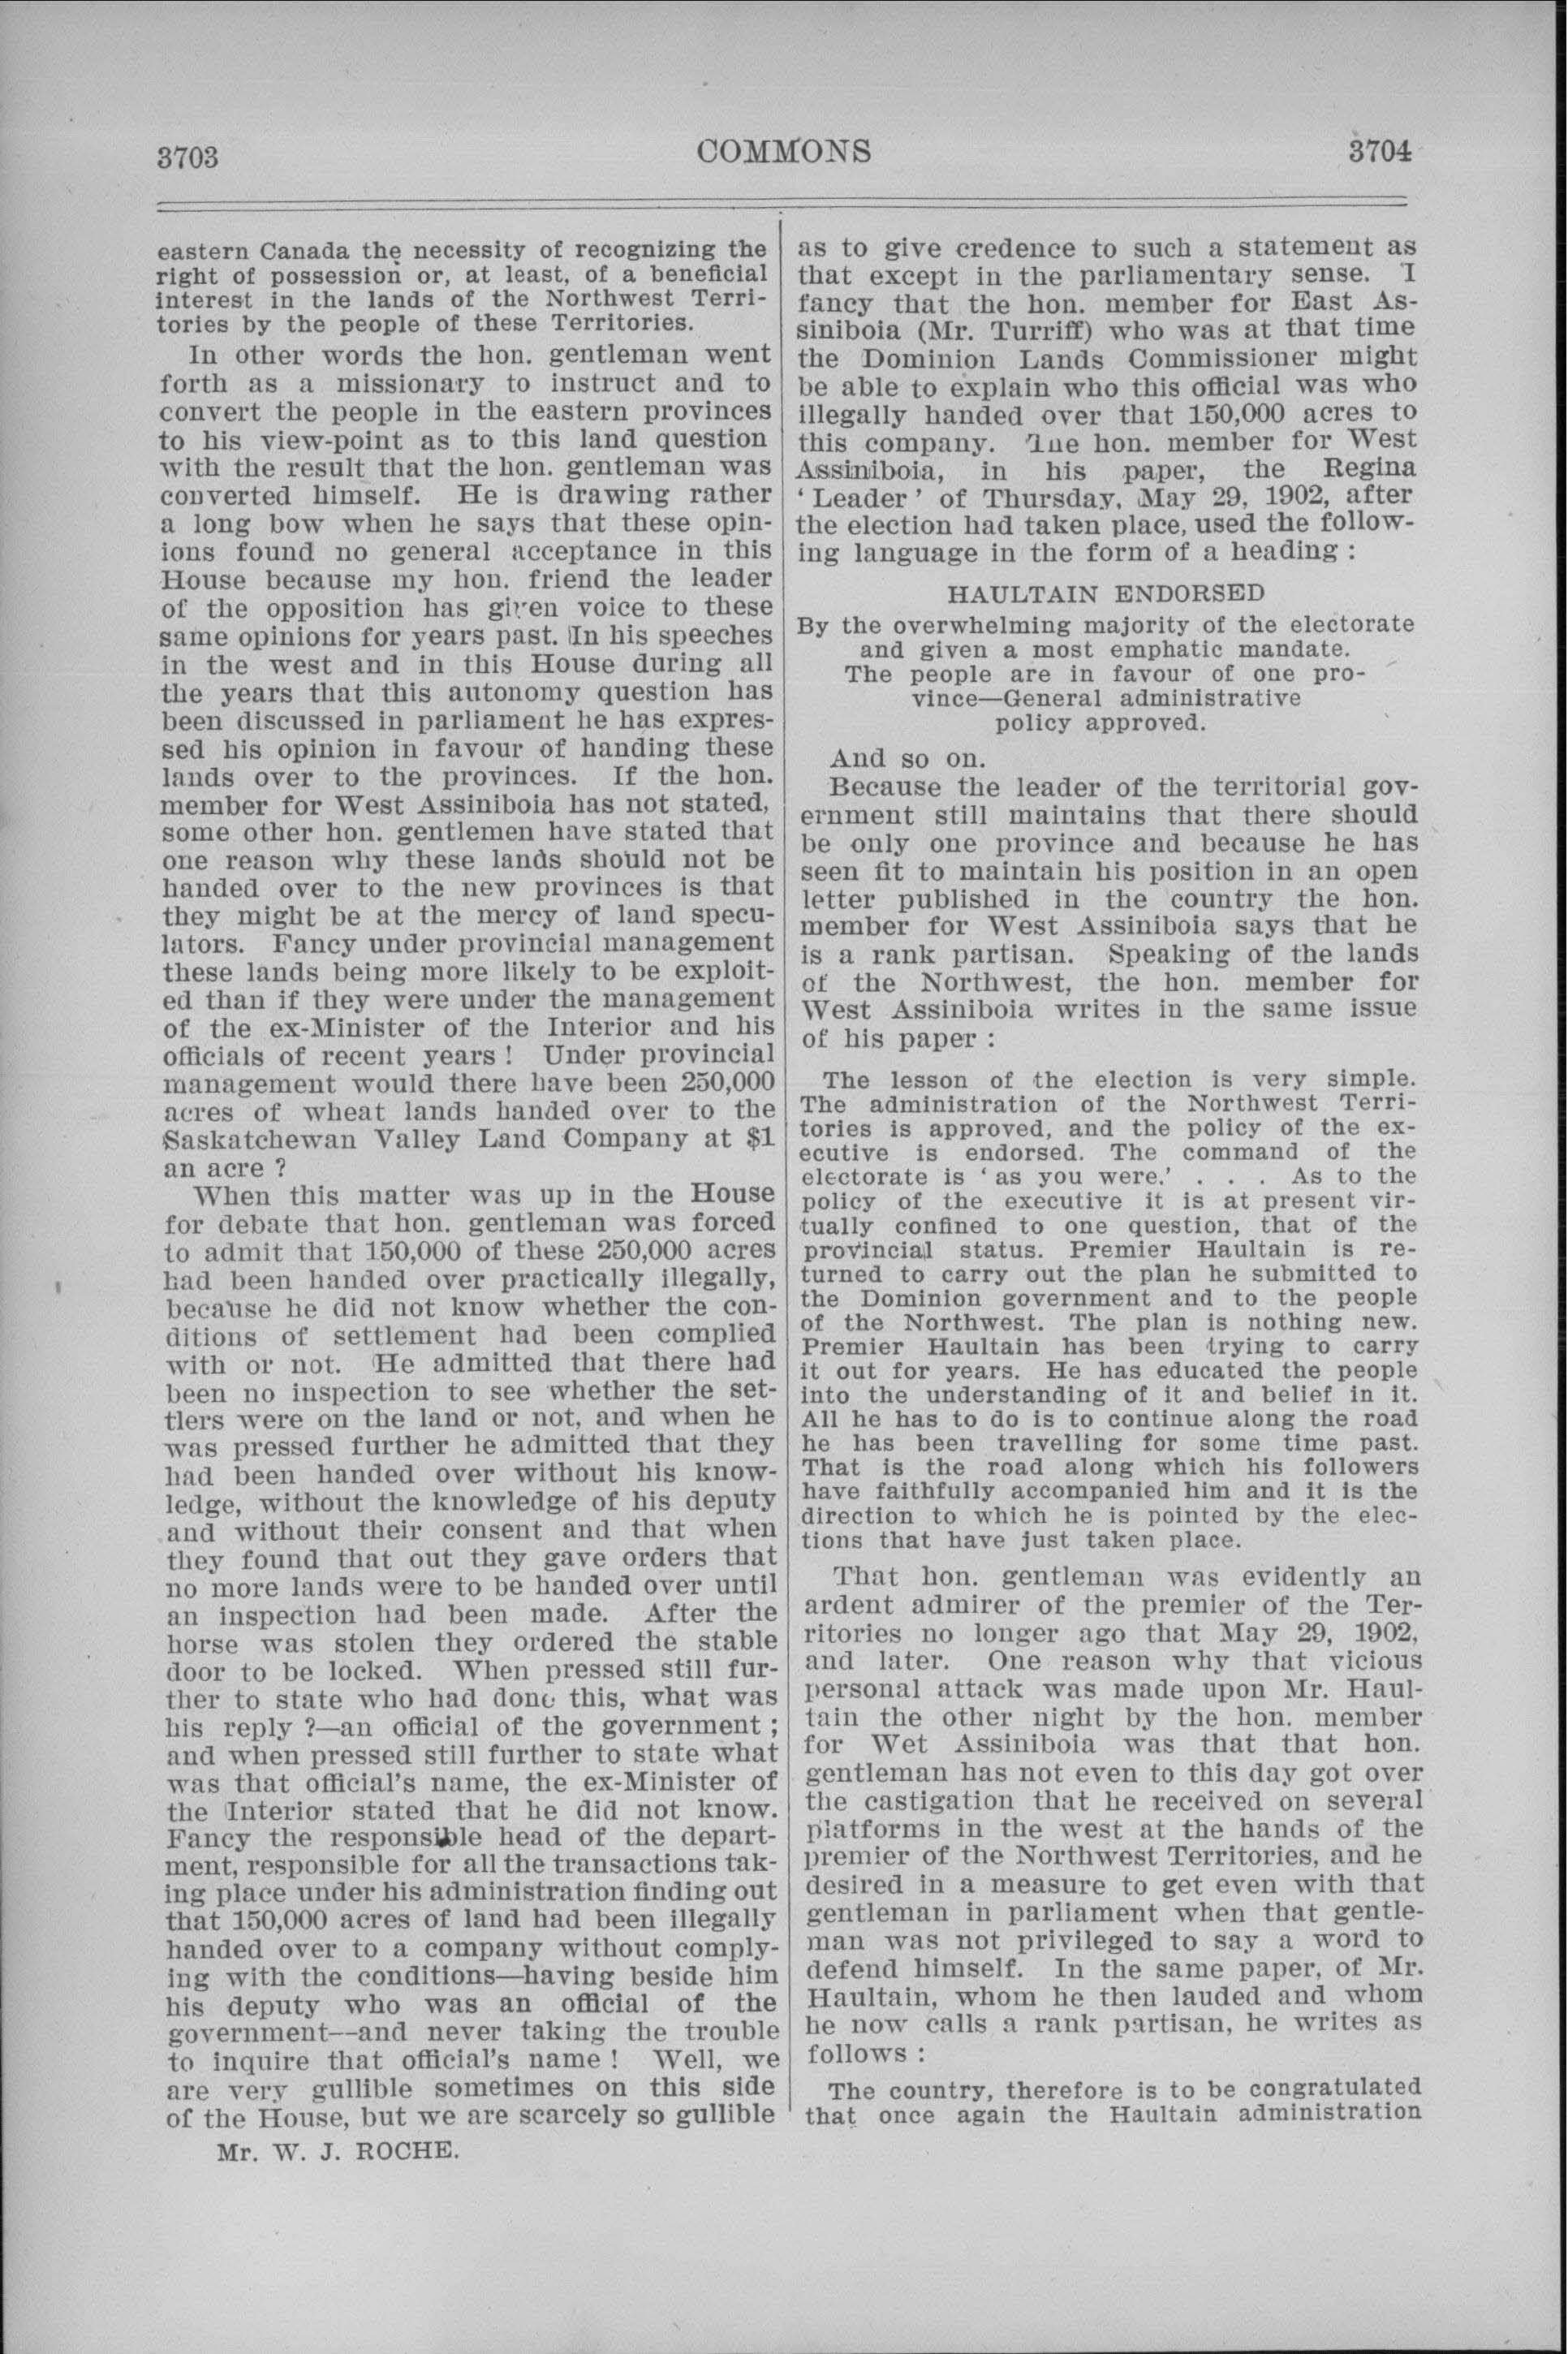 3703
COMMONS
3704
eastern Canada the necessity of recognizing the
right of possession or, at least, of a beneficial
interest in the lands of the Northwest Terri-
tories by the people of these Territories.
In other words the hon. gentleman went
forth as a missionary to instruct and to
convert the people in the eastern provinces
to his view-point as to this land question
with the result that the hon. gentleman was
converted himself. He is drawing rather
a long bow when he says that these opin-
ions found no general acceptance in this
House because my hon. friend the leader
of the opposition has given voice to these
same opinions for years past. In his speeches
in the west and in this House during all
the years that this autonomy question has
been discussed in parliament he has expres-
sed his opinion in favour of handing these
lands over to the provinces. If the hon.
member for West Assiniboia has not stated,
some other hon. gentlemen have stated that
one reason why these lands should not be
handed over to the new provinces is that
they might be at the mercy of land specu-
lators. Fancy under provincial management
these lands being more likely to be exploit-
ed than if they were under the management
of the ex-Minister of the Interior and his
officials of recent years ! Under provincial
management would there have been 250,000
acres of wheat lands handed over to the
Saskatchewan Valley Land Company at $1
an acre ?
When this matter was up in the House
for debate that hon. gentleman was forced
to admit that 150,000 of these 250,000 acres
had been handed over practically illegally,
because he did not know whether the con-
ditions of settlement had been complied
with or not. He admitted that there had
been no inspection to see whether the set-
tlers were on the land or not, and when he
was pressed further he admitted that they
had been handed over without his know-
ledge, without the knowledge of his deputy
and without their consent and that when
they found that out they gave orders that
no more lands were to be handed over until
an inspection had been made. After the
horse was stolen they ordered the stable
door to be locked. When pressed still fur-
ther to state who had done this, what was
his reply ?—an official of the government ;
and when pressed still further to state what
was that official's name, the ex-Minister of
the Interior stated that he did not know.
Fancy the responsible head of the depart-
ment, responsible for all the transactions tak-
ing place under his administration finding out
that 150,000 acres of land had been illegally
handed over to a company without comply-
ing with the conditions—having beside him
his deputy who was an official of the
government--and never taking the trouble
to inquire that official's name ! Well, we
are very gullible sometimes on this side
of the House, but we are scarcely so gullible
Mr. W. J. ROCHE.
as to give credence to such a statement as
that except in the parliamentary sense. I
fancy that the hon. member for East As-
siniboia (Mr. Turriff) who was at that time
the Dominion Lands Commissioner might
be able to explain who this official was who
illegally handed over that 150,000 acres to
this company. The hon. member for West
Assiniboia, in his paper, the Regina
' Leader ' of Thursday, May 29, 1902, after
the election had taken place, used the follow-
ing language in the form of a heading :
HAULTAIN ENDORSED
By the overwhelming majority of the electorate
and given a most emphatic mandate.
The people are in favour of one pro-
vince—General administrative
policy approved.
And so on.
Because the leader of the territorial gov-
ernment still maintains that there should
be only one province and because he has
seen fit to maintain his position in an open
letter published in the country the hon.
member for West Assiniboia says that he
is a rank partisan. Speaking of the lands
of the Northwest, the hon. member for
West Assiniboia writes in the same issue
of his paper :
The lesson of the election is very simple.
The administration of the Northwest Terri-
tories is approved, and the policy of the ex-
ecutive is endorsed. The command of the
electorate is ' as you were.' . . . As to the
policy of the executive it is at present vir-
tually confined to one question, that of the
provincial status. Premier Haultain is re-
turned to carry out the plan he submitted to
the Dominion government and to the people
of the Northwest. The plan is nothing new.
Premier Haultain has been trying to carry
it out for years. He has educated the people
into the understanding of it and belief in it.
All he has to do is to continue along the road
he has been travelling for some time past.
That is the road along which his followers
have faithfully accompanied him and it is the
direction to which he is pointed by the elec-
tions that have just taken place.
That hon. gentleman was evidently an
ardent admirer of the premier of the Ter-
ritories no longer ago that May 29, 1902,
and later. One reason why that vicious
personal attack was made upon Mr. Haul-
tain the other night by the hon. member
for Wet Assiniboia was that that hon.
gentleman has not even to this day got over
the castigation that he received on several
platforms in the west at the hands of the
premier of the Northwest Territories, and he
desired in a measure to get even with that
gentleman in parliament when that gentle-
man was not privileged to say a word to
defend himself. In the same paper, of Mr.
Haultain, whom he then lauded and whom
he now calls a rank partisan, he writes as
follows :
The country, therefore is to be congratulated
that once again the Haultain administration